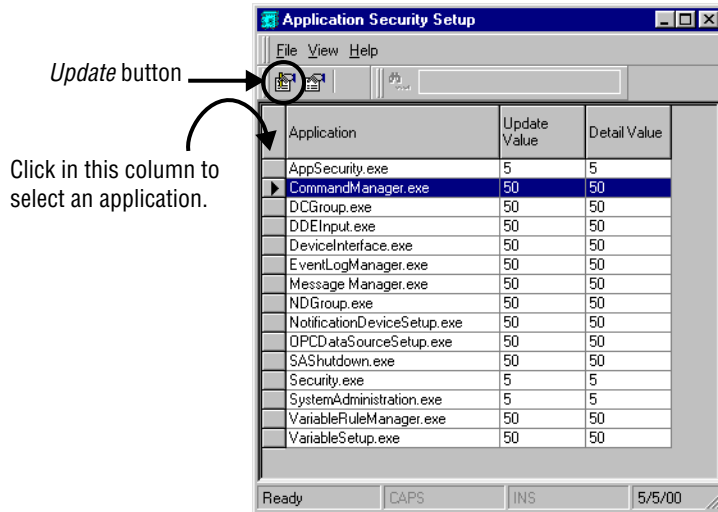 Application Security Setup
File View Help
Update button
Click in this column to
select an application.
Application Update Value Detail Value
AppSecurity.exe 5 5
CommandManager.exe 50 50
DCGroup.exe 50 50
DDEInput.exe 50 50
DeviceInterface.exe 50 50
EventLogManager.exe 50 50
Message Manager.exe 50 50
NDGroup.exe 50 50
NotificationDeviceSetup.exe 50 50
OPCDataSourceSetup.exe 50 50
SAShutdown.exe 50 50
Security.exe 5 5
SystemAdministration.exe 5 5
VariableRuleManager.exe 50 50
VariableSetup.exe 50 50
Ready CAPS INS 5/5/00